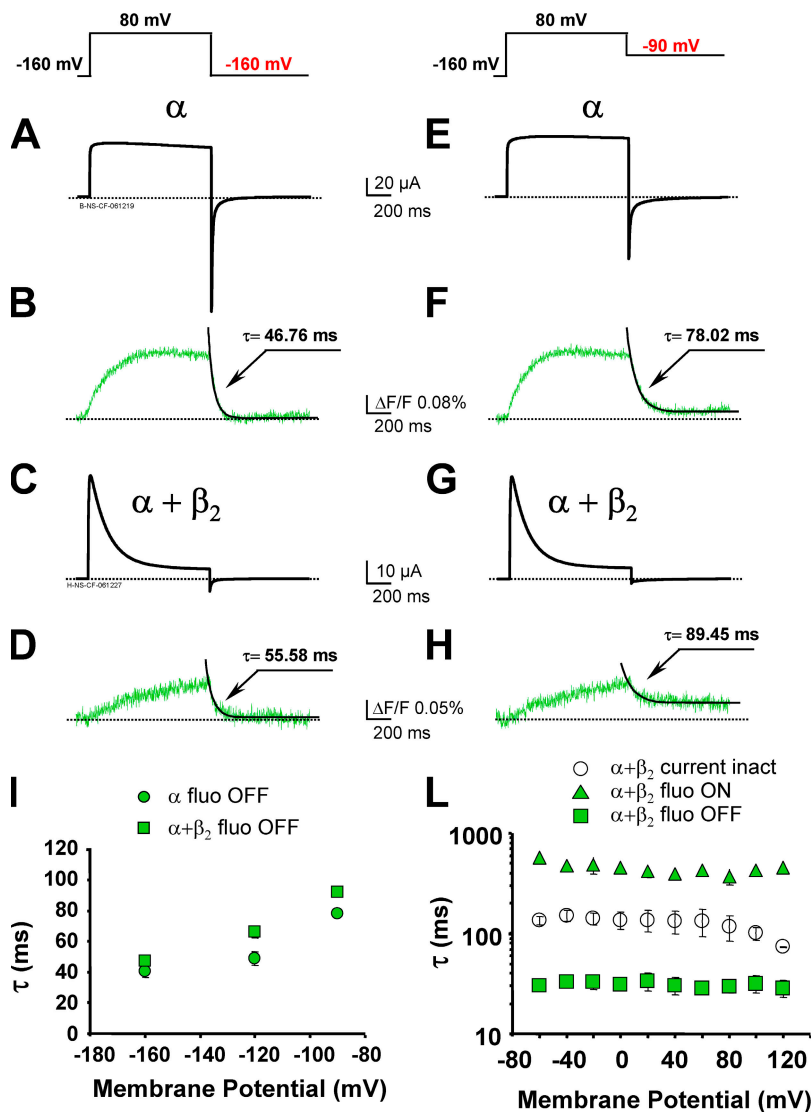 80 mV
-160 mV
-160 mV
80 mV
-160 mV
-90 mV
A
α
B-NS-CF-061219
20 µA
200 ms
E
α
B
τ= 46.76 ms
ΔF/F 0.08%
200 ms
F
τ= 78.02 ms
C
α + β₂
H-NS-CF-061227
10 µA
200 ms
G
α + β₂
D
τ= 55.58 ms
ΔF/F 0.05%
200 ms
H
τ= 89.45 ms
I
α fluo OFF
α+β₂ fluo OFF
τ (ms)
120
100
80
60
40
20
0
-180 -160 -140 -120 -100 -80
Membrane Potential (mV)
L
α+β₂ current inact
α+β₂ fluo ON
α+β₂ fluo OFF
τ (ms)
1000
100
10
-80 -40 0 40 80 120
Membrane Potential (mV)